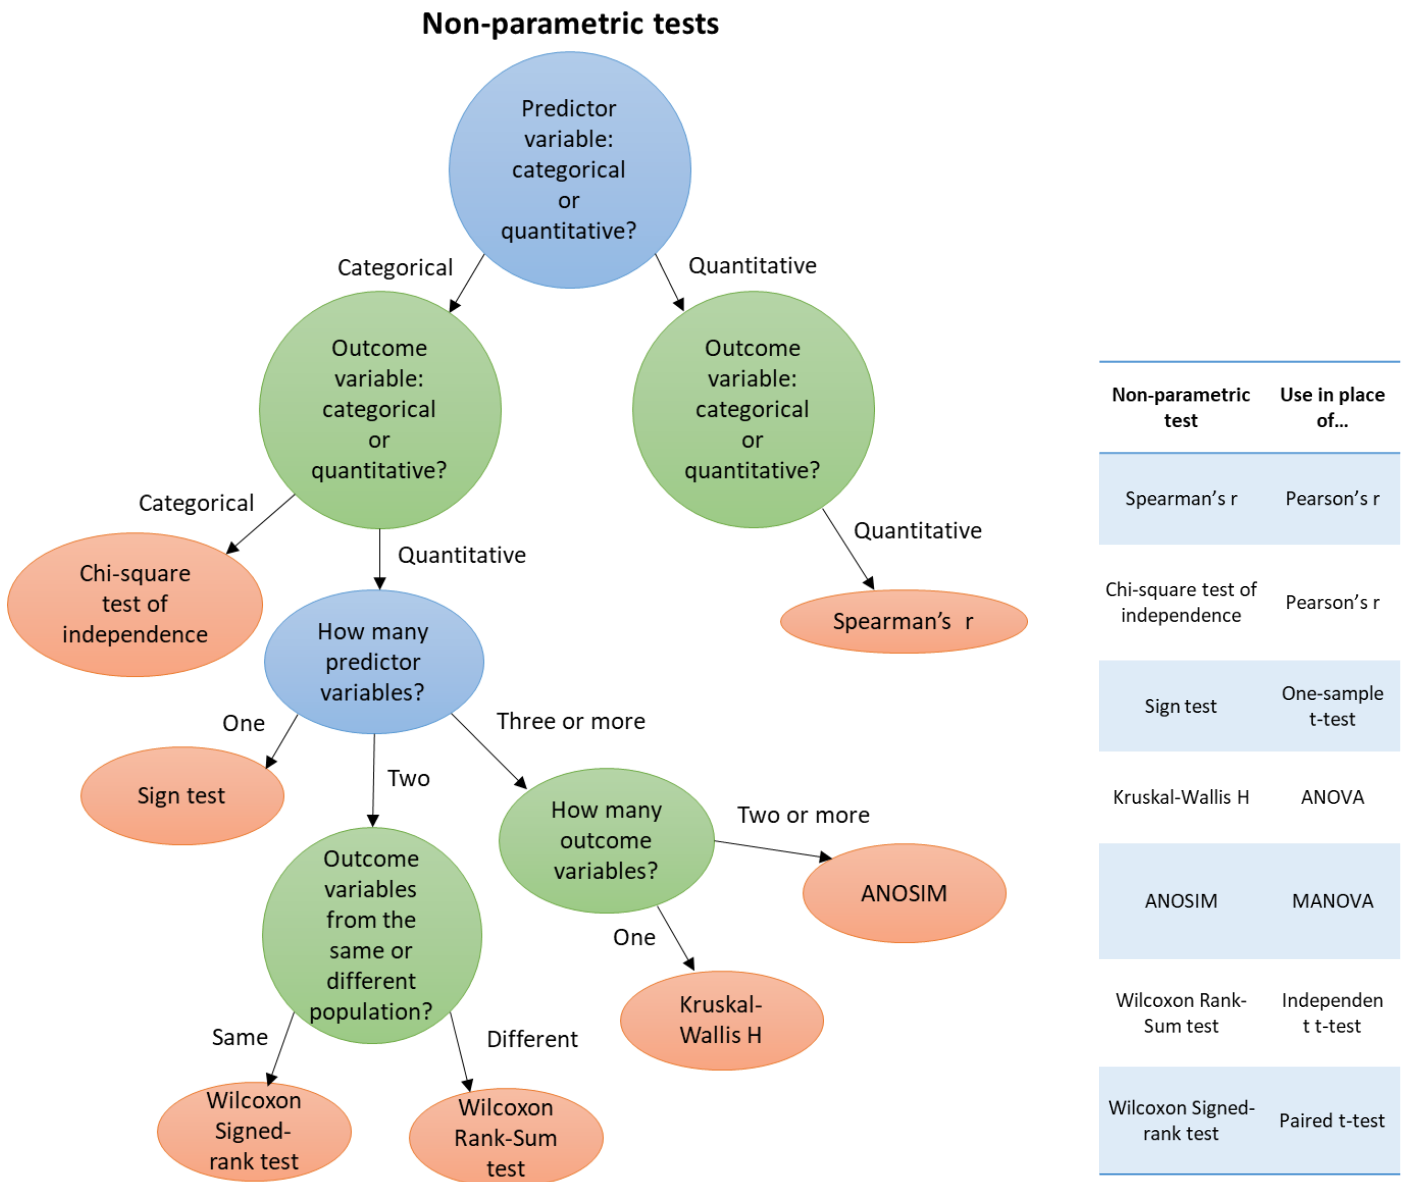 Non-parametric tests
Predictor
variable:
categorical
or
quantitative?
Categorical
Quantitative
Outcome
variable:
categorical
or
quantitative?
Outcome
variable:
categorical
or
quantitative?
Categorical
Quantitative
Quantitative
Chi-square
test of
independence
How many
predictor
variables?
Spearman's r
One
Two
Three or more
Sign test
How many
outcome
variables?
Two or more
ANOSIM
One
Kruskal-
Wallis H
Outcome
variables
from the
same or
different
population?
Same
Different
Wilcoxon
Signed-
rank test
Wilcoxon
Rank-Sum
test
Non-parametric
test
Use in place
of...
Spearman's r
Pearson's r
Chi-square test of
independence
Pearson's r
Sign test
One-sample
t-test
Kruskal-Wallis H
ANOVA
ANOSIM
MANOVA
Wilcoxon Rank-
Sum test
Independen
t t-test
Wilcoxon Signed-
rank test
Paired t-test